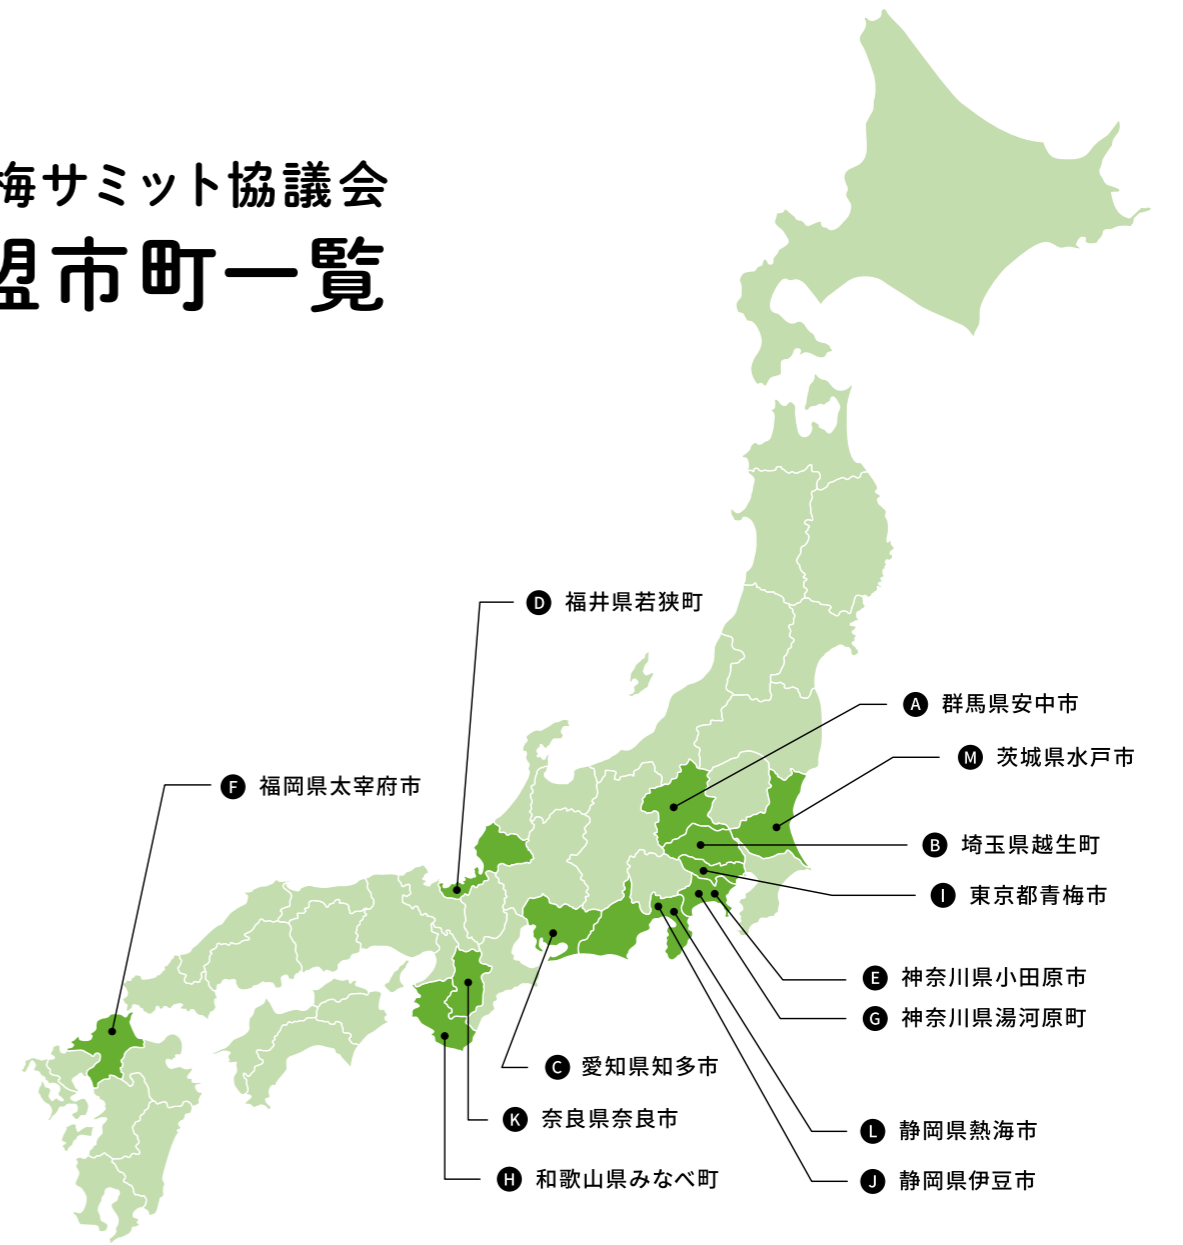 梅サミット協議会
盟市町一覧
D 福井県若狭町
A 群馬県安中市
M 茨城県水戸市
F 福岡県太宰府市
B 埼玉県越生町
I 東京都青梅市
E 神奈川県小田原市
G 神奈川県湯河原町
C 愛知県知多市
K 奈良県奈良市
L 静岡県熱海市
H 和歌山県みなべ町
J 静岡県伊豆市